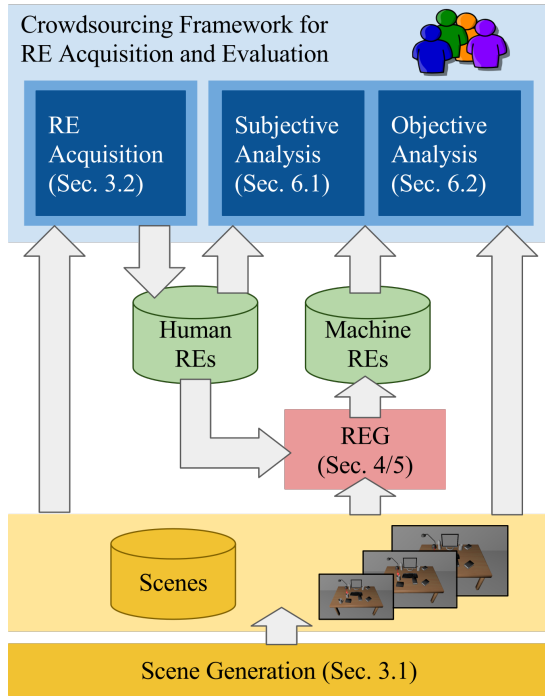 Crowdsourcing Framework for
RE Acquisition and Evaluation
RE
Acquisition
(Sec. 3.2)
Subjective
Analysis
(Sec. 6.1)
Objective
Analysis
(Sec. 6.2)
Human
REs
Machine
REs
REG
(Sec. 4/5)
Scenes
Scene Generation (Sec. 3.1)